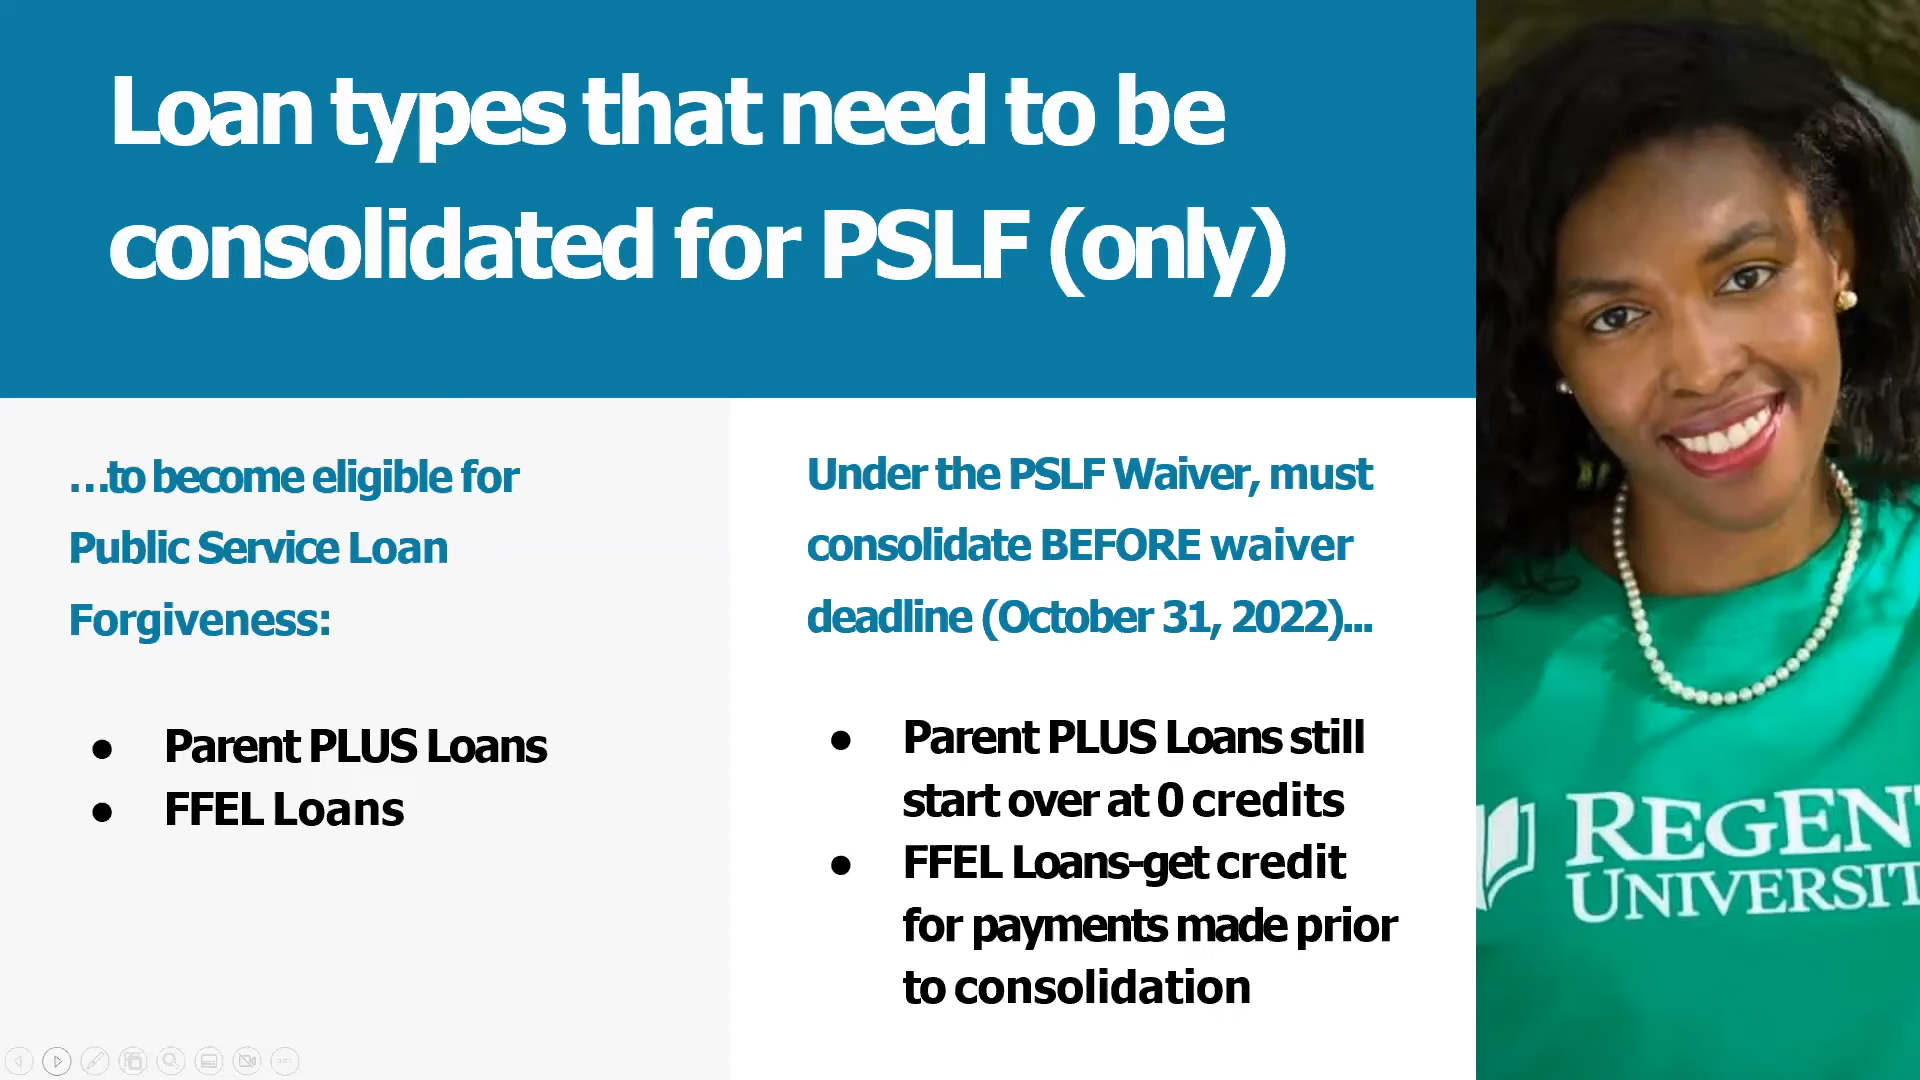 Loan types that need to be
consolidated for PSLF (only)
...to become eligible for
Public Service Loan
Forgiveness:
● Parent PLUS Loans
● FFEL Loans
Under the PSLF Waiver, must
consolidate BEFORE waiver
deadline (October 31, 2022)...
● Parent PLUS Loans still
start over at 0 credits
● FFEL Loans-get credit
for payments made prior
to consolidation
REGENT
UNIVERSIT